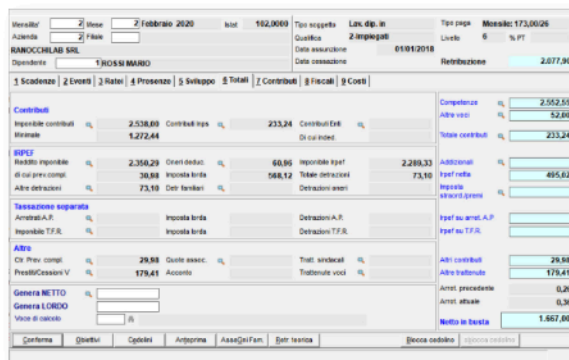 Mensilita' 2 Mese 2 Febbraio 2020 Istat 102,0000 Tipo soggetto Lav. dip. in Tipo paga Mensile: 173,00/26
Azienda 2 Filiale Qualifica 2-Impiegati Livello 6 % PT
RANOCCHILAB SRL Data assunzione 01/01/2018
Dipendente 1 ROSSI MARIO Data cessazione Retribuzione 2.077,90
1 Scadenze 2 Eventi 3 Ratei 4 Presenze 5 Sviluppo 6 Totali 7 Contributi 8 Fiscali 9 Costi
Competenze 2.552,55
Contributi Altre voci 52,00
Imponibile contributi 2.538,00 Contributi Inps 233,24 Contributi Enti Totale contributi 233,24
Minimale 1.272,44 Di cui inded.
IRPEF
Reddito imponibile 2.350,29 Oneri deduc. 60,96 Imponibile Irpef 2.289,33 Addizionali
di cui prev compl. 30,98 Imposta lorda 568,12 Totale detrazioni 73,10 Irpef netta 495,02
Altre detrazioni 73,10 Detr familiari Detrazioni oneri Imposta straord./premi
Tassazione separata
Arretrati A.P. Imposta lorda Detrazioni A.P. Irpef su arret. A.P
Imponibile T.F.R. Imposta lorda Detrazioni T.F.R. Irpef su T.F.R.
Altro
Ctr. Prev. compl. 29,98 Quote assoc. Tratt. sindacali Altri contributi 29,98
Prestiti/Cessioni V 179,41 Acconto Trattenute voci Altre trattenute 179,41
Genera NETTO Arrot. precedente 0,20
Genera LORDO Arrot. attuale 0,30
Voce di calcolo Netto in busta 1.667,00
Conferma Obiettivi Cedolini Anteprima AssegniFam. Retr. teorica Blocca cedolino